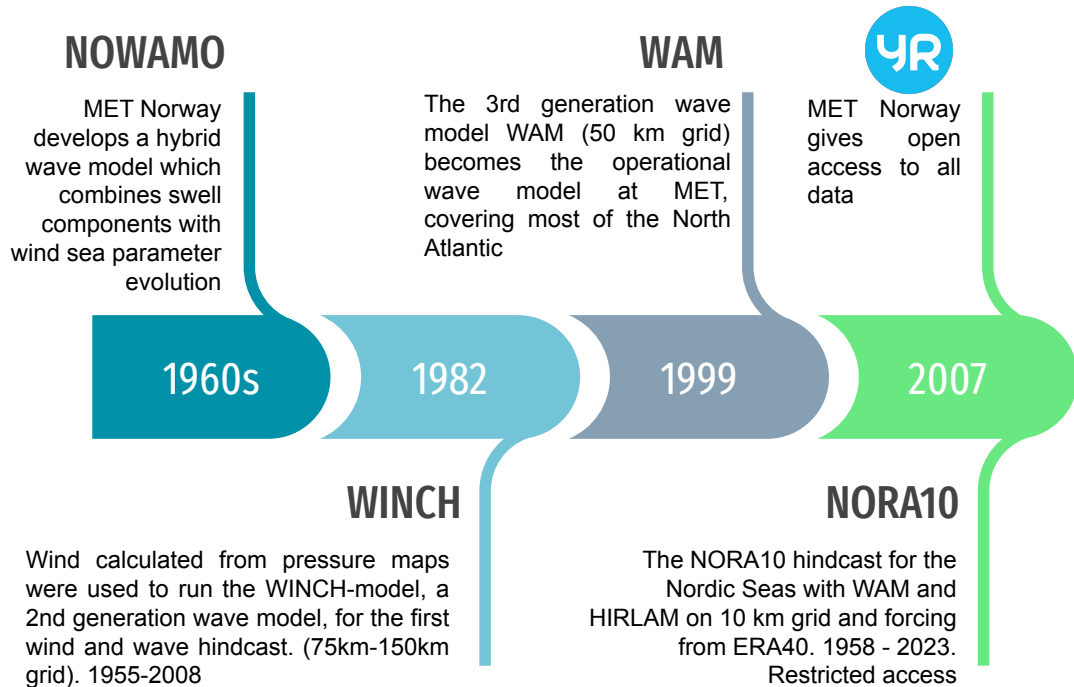 NOWAMO
MET Norway
develops a hybrid
wave model which
combines swell
components with
wind sea parameter
evolution
WAM
The 3rd generation wave
model WAM (50 km grid)
becomes the operational
wave model at MET,
covering most of the North
Atlantic
YR
MET Norway
gives open
access to all
data
1960s
1982
1999
2007
WINCH
Wind calculated from pressure maps
were used to run the WINCH-model, a
2nd generation wave model, for the first
wind and wave hindcast. (75km-150km
grid). 1955-2008
NORA10
The NORA10 hindcast for the
Nordic Seas with WAM and
HIRLAM on 10 km grid and forcing
from ERA40. 1958 - 2023.
Restricted access